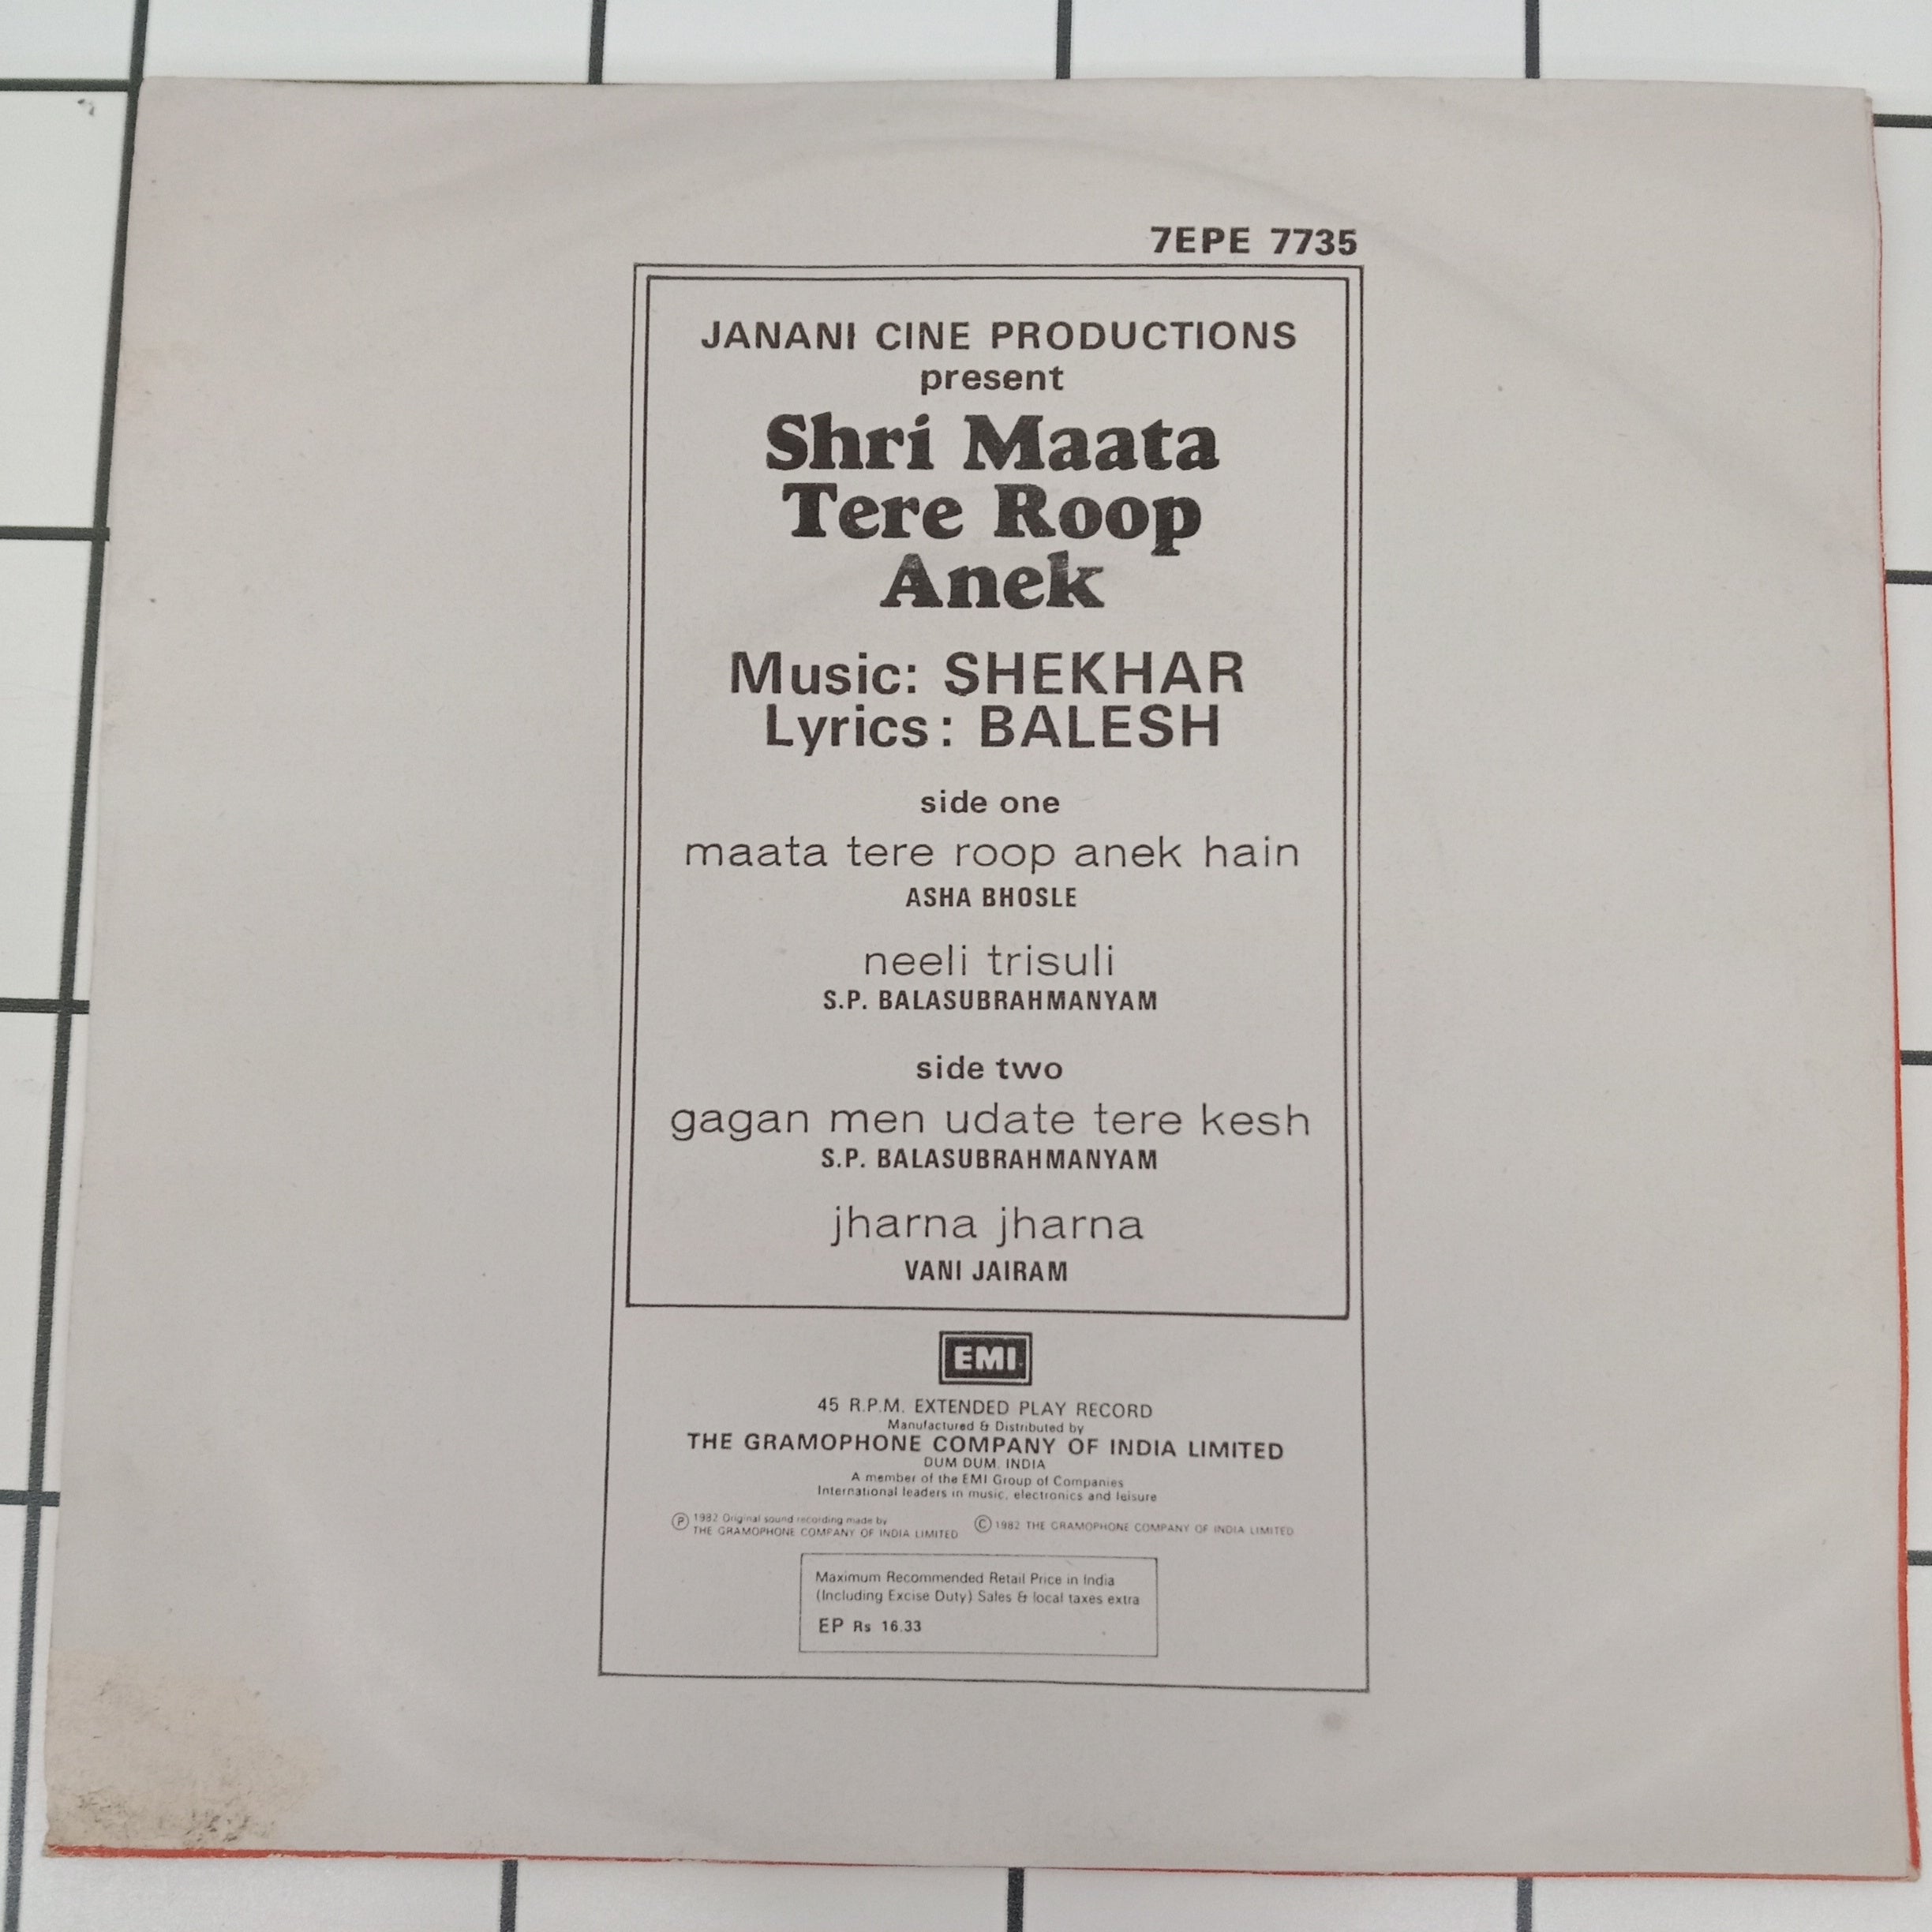 7EPE 7735
JANANI CINE PRODUCTIONS
present
Shri Maata
Tere Roop
Anek
Music: SHEKHAR
Lyrics: BALESH
side one
maata tere roop anek hain
ASHA BHOSLE
neeli trisuli
S.P. BALASUBRAHMANYAM
side two
gagan men udate tere kesh
S.P. BALASUBRAHMANYAM
jharna jharna
VANI JAIRAM
EMI
45 R.P.M. EXTENDED PLAY RECORD
Manufactured & Distributed by
THE GRAMOPHONE COMPANY OF INDIA LIMITED
DUM DUM. INDIA
A member of the EMI Group of Companies
International leaders in music, electronics and leisure
Ⓟ 1982 Original sound recording made by
THE GRAMOPHONE COMPANY OF INDIA LIMITED
© 1982 THE GRAMOPHONE COMPANY OF INDIA LIMITED
Maximum Recommended Retail Price in India
(Including Excise Duty) Sales & local taxes extra
EP Rs 16.33